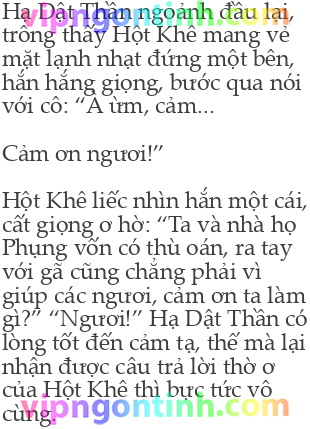 Hạ Dật Thần ngoảnh đầu lại,
trông thấy Hột Khê mang vẻ
mặt lạnh nhạt đứng một bên,
hắn hắng giọng, bước qua nói
với cô: “À ừm, cảm...
Cảm ơn ngươi!”
Hột Khê liếc nhìn hắn một cái,
cất giọng ơ hờ: “Ta và nhà họ
Phụng vốn có thù oán, ra tay
với gã cũng chẳng phải vì
giúp các ngươi, cảm ơn ta làm
gì?” “Ngươi!” Hạ Dật Thần có
lòng tốt đến cảm tạ, thế mà lại
nhận được câu trả lời thờ ơ
của Hột Khê thì bực tức vô
cùng.
vipngontinh.com
vipngontinh.com
vipngontinh.com